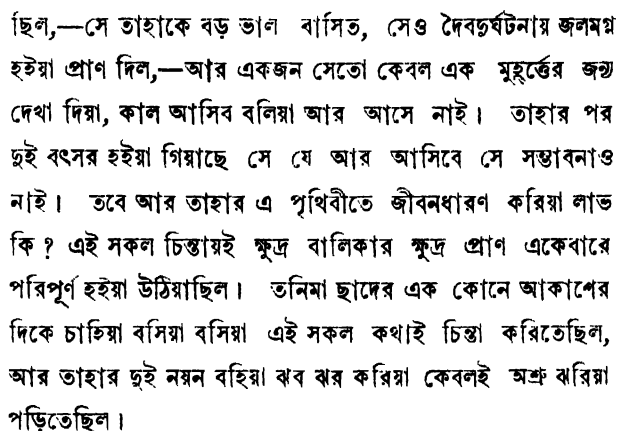 ছিল,—সে তাহাকে বড় ভাল বাসিত, সেও দৈবদুর্ঘটনায় জলমগ্ন
হইয়া প্রাণ দিল,—আর একজন সেতো কেবল এক মুহূর্ত্তের জন্য
দেখা দিয়া, কাল আসিব বলিয়া আর আসে নাই। তাহার পর
দুই বৎসর হইয়া গিয়াছে সে যে আর আসিবে সে সম্ভাবনাও
নাই। তবে আর তাহার এ পৃথিবীতে জীবনধারণ করিয়া লাভ
কি? এই সকল চিন্তায়ই ক্ষুদ্র বালিকার ক্ষুদ্র প্রাণ একেবারে
পরিপূর্ণ হইয়া উঠিয়াছিল। তনিমা ছাদের এক কোনে আকাশের
দিকে চাহিয়া বসিয়া বসিয়া এই সকল কথাই চিন্তা করিতেছিল,
আর তাহার দুই নয়ন বহিয়া ঝব ঝর করিয়া কেবলই অশ্রু ঝরিয়া
পড়িতেছিল।